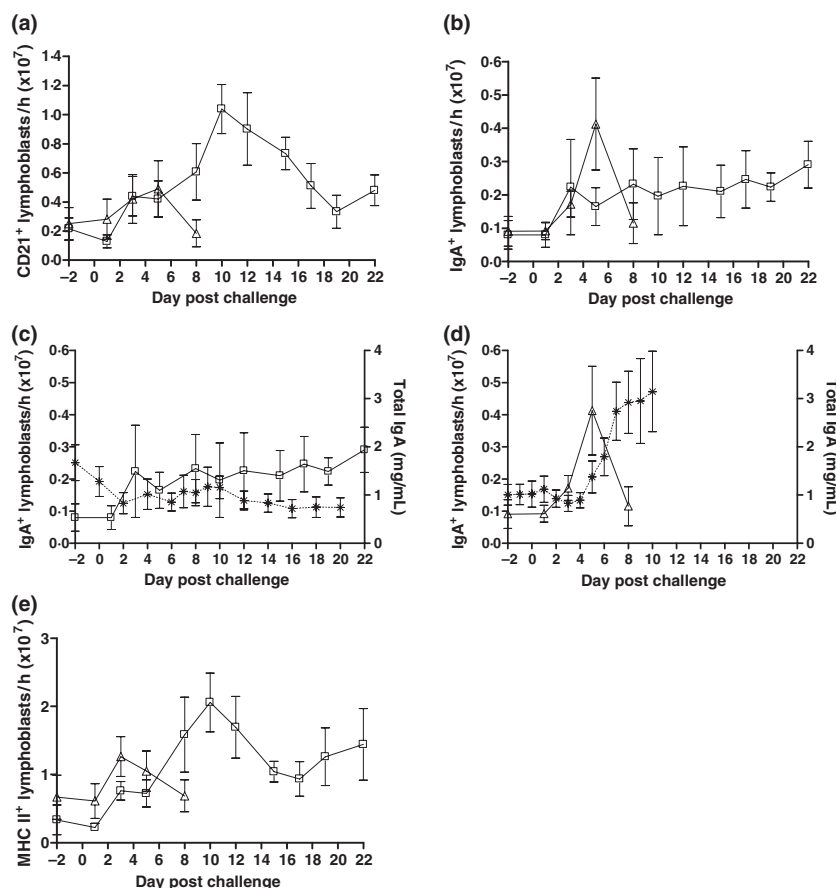 (a)
CD21+ lymphoblasts/h (x10⁷)
1·4
1·2
1·0
0·8
0·6
0·4
0·2
0·0
−2 0 2 4 6 8 10 12 14 16 18 20 22
Day post challenge
(b)
IgA+ lymphoblasts/h (x10⁷)
0·6
0·5
0·4
0·3
0·2
0·1
0·0
−2 0 2 4 6 8 10 12 14 16 18 20 22
Day post challenge
(c)
IgA+ lymphoblasts/h (x10⁷)
0·6
0·5
0·4
0·3
0·2
0·1
0·0
4
3
2
1
0
Total IgA (mg/mL)
−2 0 2 4 6 8 10 12 14 16 18 20 22
Day post challenge
(d)
IgA+ lymphoblasts/h (x10⁷)
0·6
0·5
0·4
0·3
0·2
0·1
0·0
4
3
2
1
0
Total IgA (mg/mL)
−2 0 2 4 6 8 10 12 14 16 18 20 22
Day post challenge
(e)
MHC II+ lymphoblasts/h (x10⁷)
3
2
1
0
−2 0 2 4 6 8 10 12 14 16 18 20 22
Day post challenge